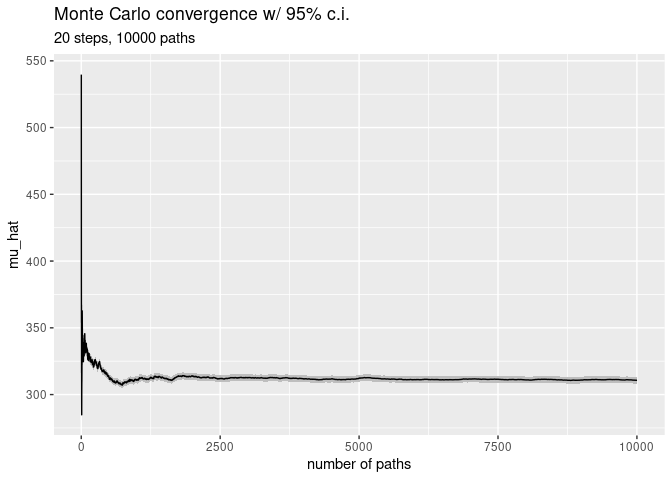 Monte Carlo convergence w/ 95% c.i.
20 steps, 10000 paths
550
500
450
400
350
300
mu_hat
0 2500 5000 7500 10000
number of paths